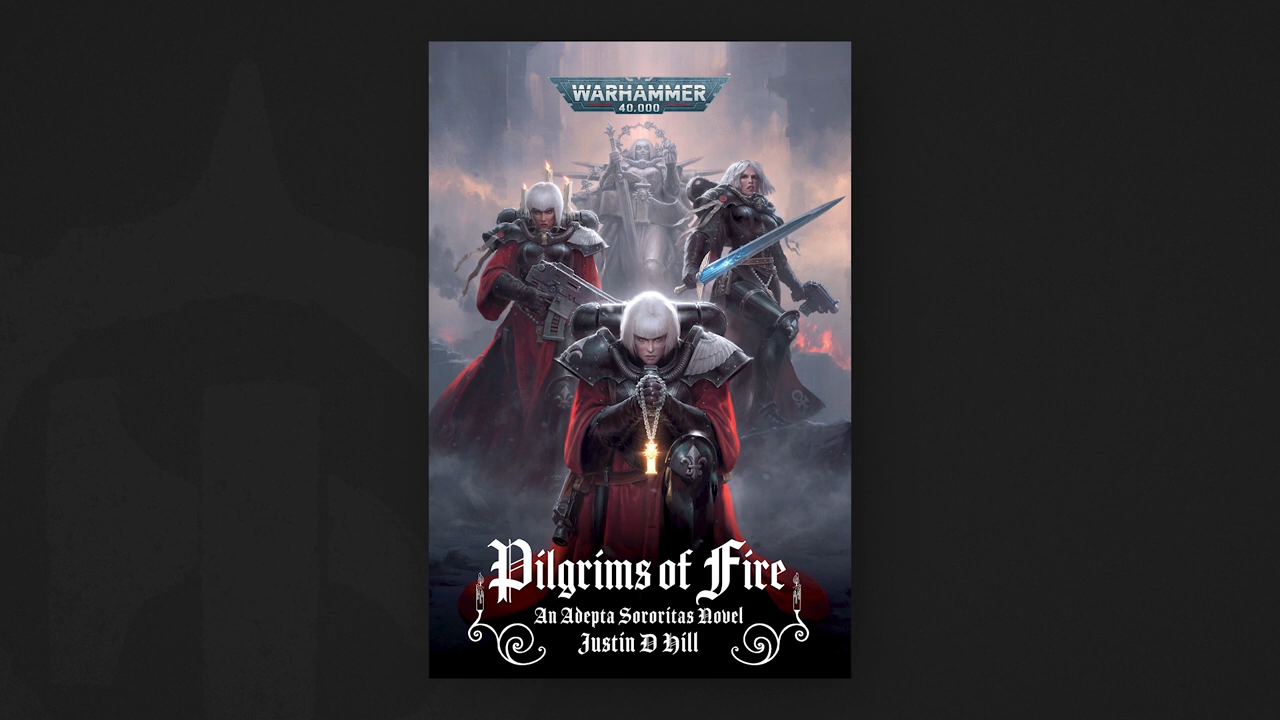 WARHAMMER
40,000
Pilgrims of Fire
An Adepta Sororitas Novel
Justin D Hill